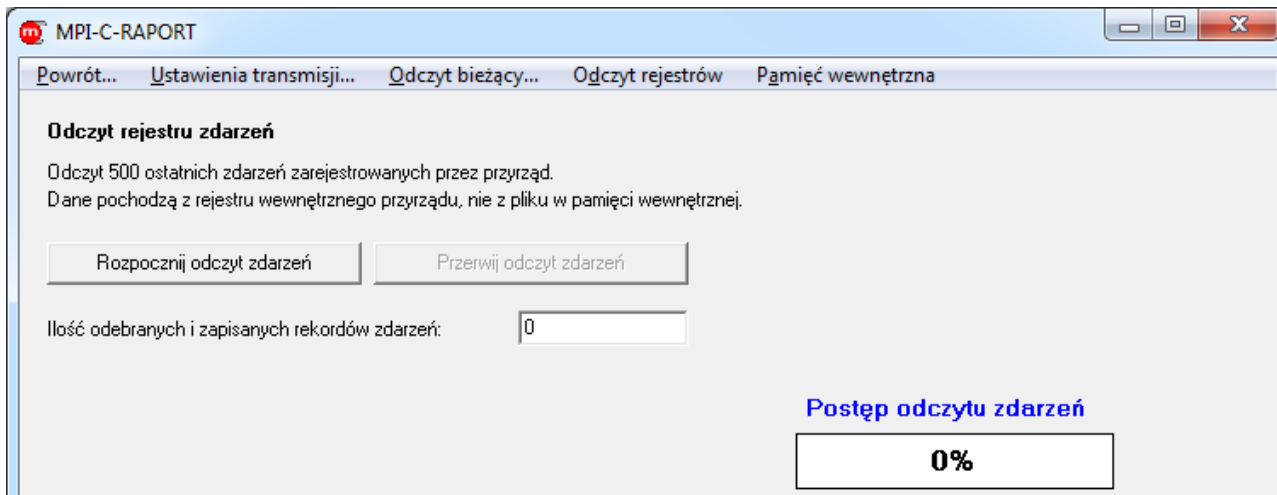 MPI-C-RAPORT
Powrót... Ustawienia transmisji... Odczyt bieżący... Odczyt rejestrów Pamięć wewnętrzna
Odczyt rejestru zdarzeń
Odczyt 500 ostatnich zdarzeń zarejestrowanych przez przyrząd.
Dane pochodzą z rejestru wewnętrznego przyrządu, nie z pliku w pamięci wewnętrznej.
Rozpocznij odczyt zdarzeń Przerwij odczyt zdarzeń
Ilość odebranych i zapisanych rekordów zdarzeń: 0
Postęp odczytu zdarzeń
0%